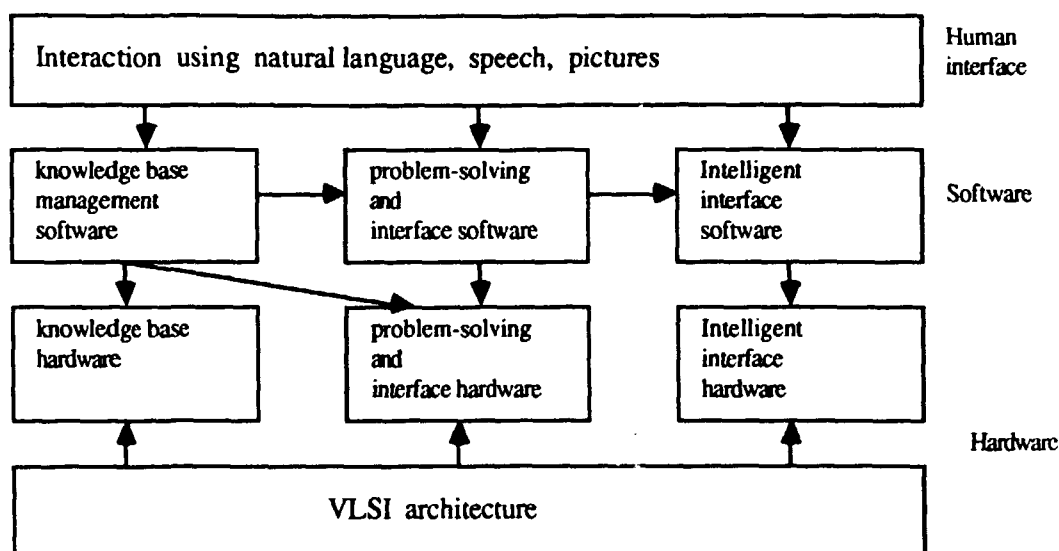 Interaction using natural language, speech, pictures
Human
interface
knowledge base
management
software
problem-solving
and
interface software
Intelligent
interface
software
Software
knowledge base
hardware
problem-solving
and
interface hardware
Intelligent
interface
hardware
Hardware
VLSI architecture